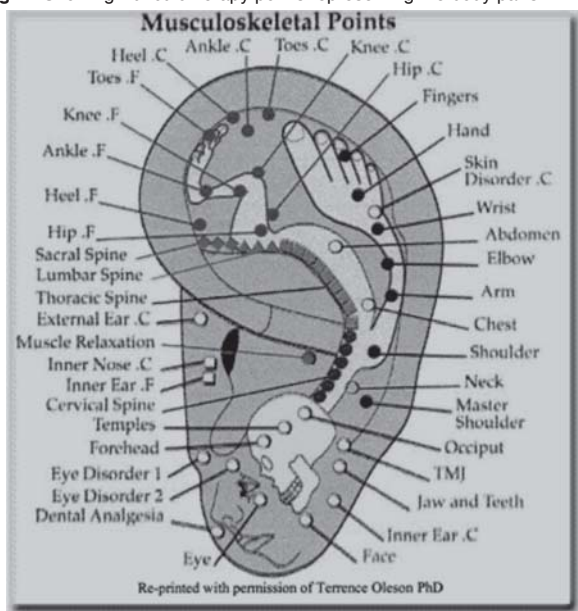 Musculoskeletal Points
Ankle .C
Toes .C
Knee .C
Heel .C
Hip .C
Toes .F
Fingers
Knee .F
Hand
Ankle .F
Skin
Disorder .C
Heel .F
Wrist
Hip .F
Abdomen
Sacral Spine
Elbow
Lumbar Spine
Thoracic Spine
Arm
External Ear .C
Chest
Muscle Relaxation
Shoulder
Inner Nose .C
Inner Ear .F
Neck
Cervical Spine
Master
Shoulder
Temples
Forehead
Occiput
TMJ
Eye Disorder 1
Eye Disorder 2
Jaw and Teeth
Dental Analgesia
Inner Ear .C
Eye
Face
Re-printed with permission of Terrence Oleson PhD